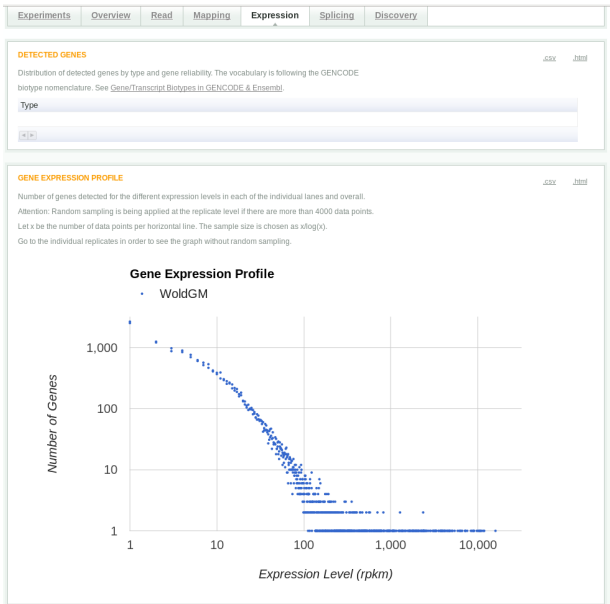 Experiments Overview Read Mapping Expression Splicing Discovery
DETECTED GENES
.csv .html
Distribution of detected genes by type and gene reliability. The vocabulary is following the GENCODE
biotype nomenclature. See Gene/Transcript Biotypes in GENCODE & Ensembl.
Type
GENE EXPRESSION PROFILE
.csv .html
Number of genes detected for the different expression levels in each of the individual lanes and overall.
Attention: Random sampling is being applied at the replicate level if there are more than 4000 data points.
Let x be the number of data points per horizontal line. The sample size is chosen as x/log(x).
Go to the individual replicates in order to see the graph without random sampling.
Gene Expression Profile
WoldGM
1,000
100
10
1
Number of Genes
1 10 100 1,000 10,000
Expression Level (rpkm)